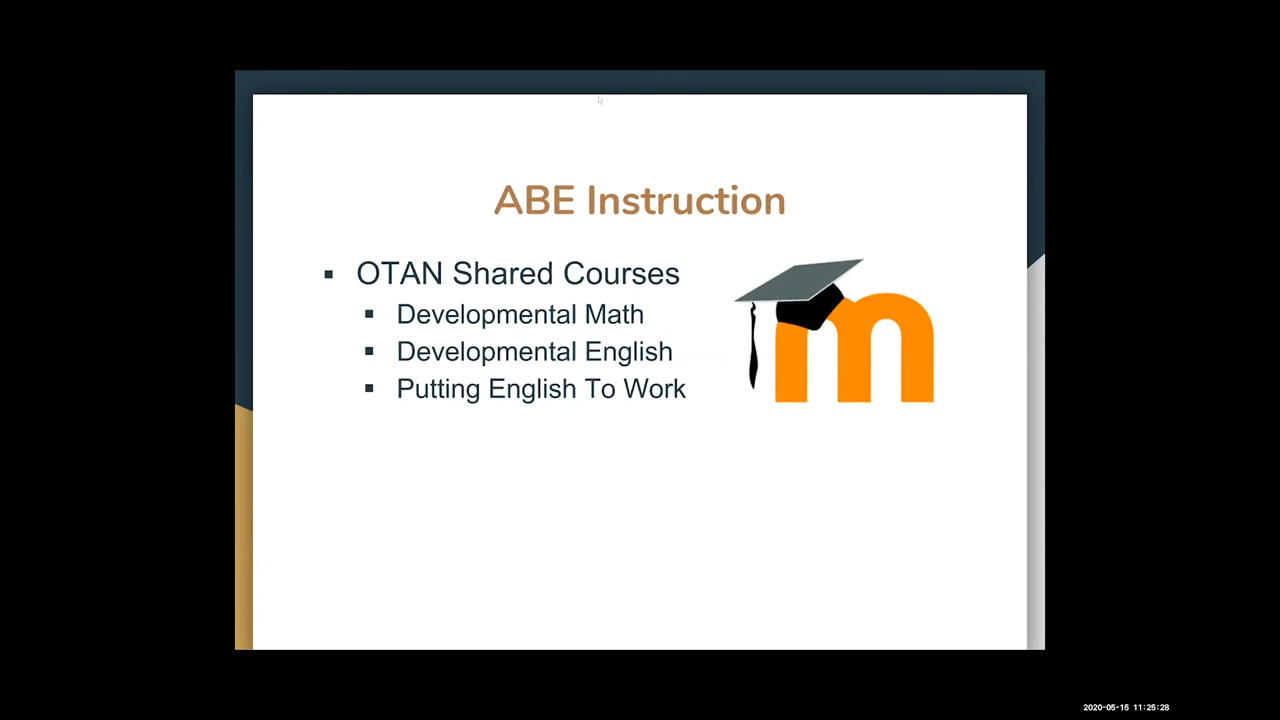 ABE Instruction
▪ OTAN Shared Courses
▪ Developmental Math
▪ Developmental English
▪ Putting English To Work
m
2020-05-15 11:25:28